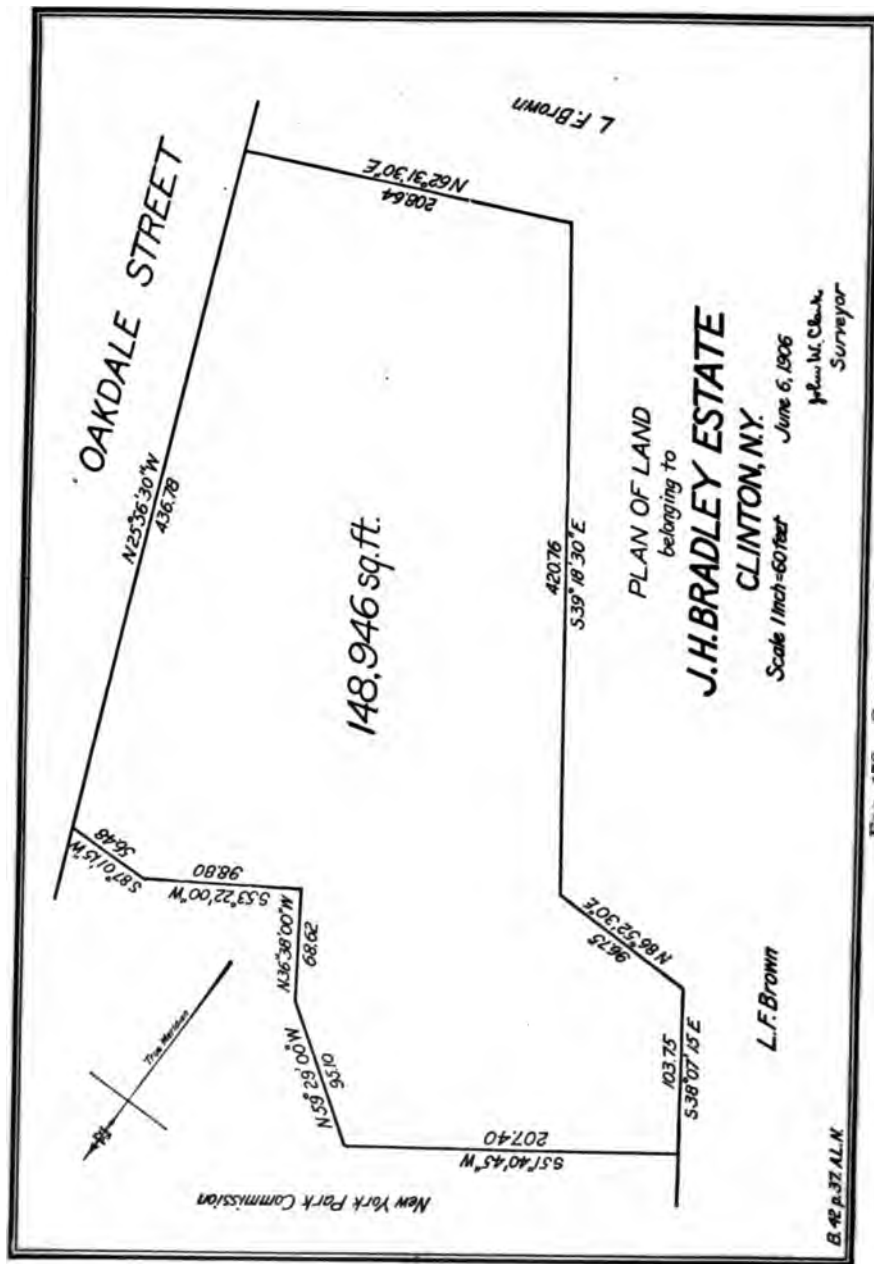 OAKDALE STREET
N25°56'30"W
436.78
L. F. Brown
N62°31'30"E
208.64
S87°01'15"W
56.48
S53°22'00"W
98.80
N36°38'00"W
68.62
N59°29'00"W
95.10
True Meridian
148,946 sq.ft.
New York Park Commission
S51°40'45"W
207.40
420.76
S39°18'30"E
N86°52'30"E
96.75
103.75
S38°07'15 E
L.F. Brown
PLAN OF LAND
belonging to
J.H. BRADLEY ESTATE
CLINTON, N.Y.
Scale 1 inch=60 feet June 6, 1906
John W. Clark
Surveyor
B. 42 p. 37. A.L.N.